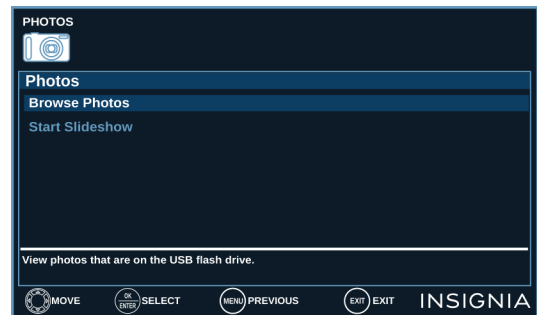 PHOTOS
Photos
Browse Photos
Start Slideshow
View photos that are on the USB flash drive.
MOVE OK ENTER SELECT MENU PREVIOUS EXIT EXIT INSIGNIA